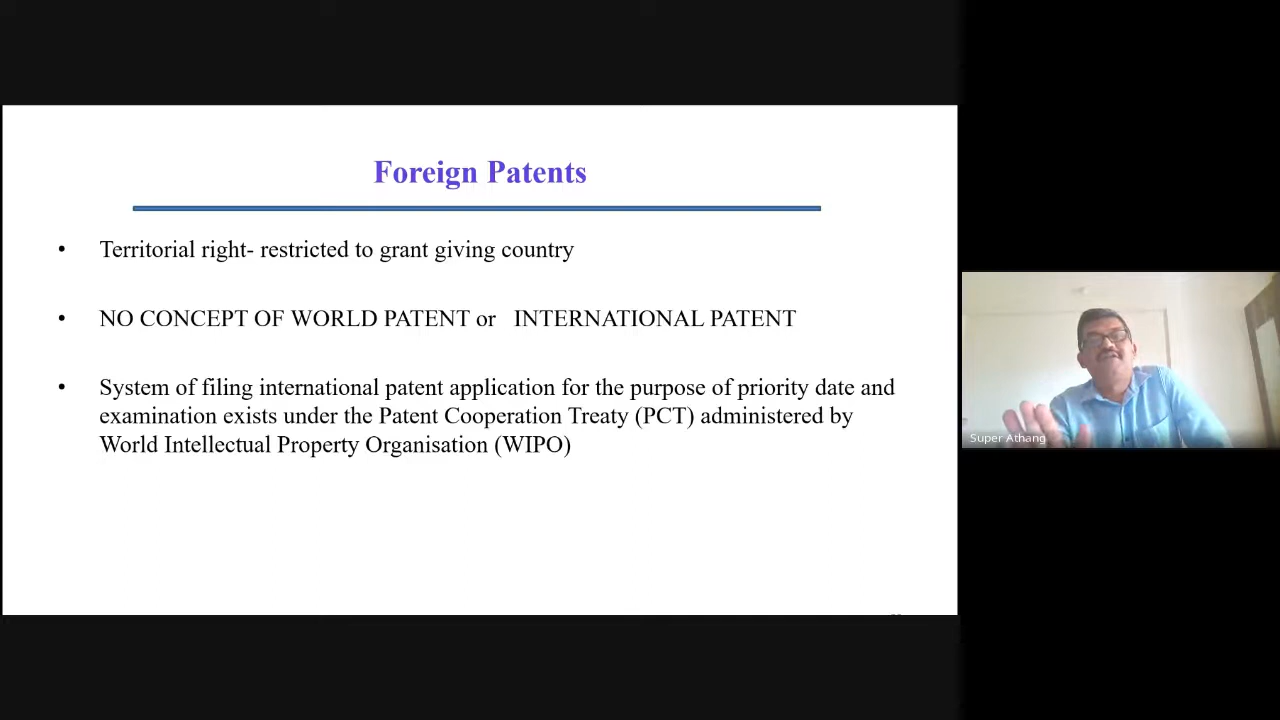 Foreign Patents
• Territorial right- restricted to grant giving country
• NO CONCEPT OF WORLD PATENT or INTERNATIONAL PATENT
• System of filing international patent application for the purpose of priority date and
examination exists under the Patent Cooperation Treaty (PCT) administered by
World Intellectual Property Organisation (WIPO)
Super Athang